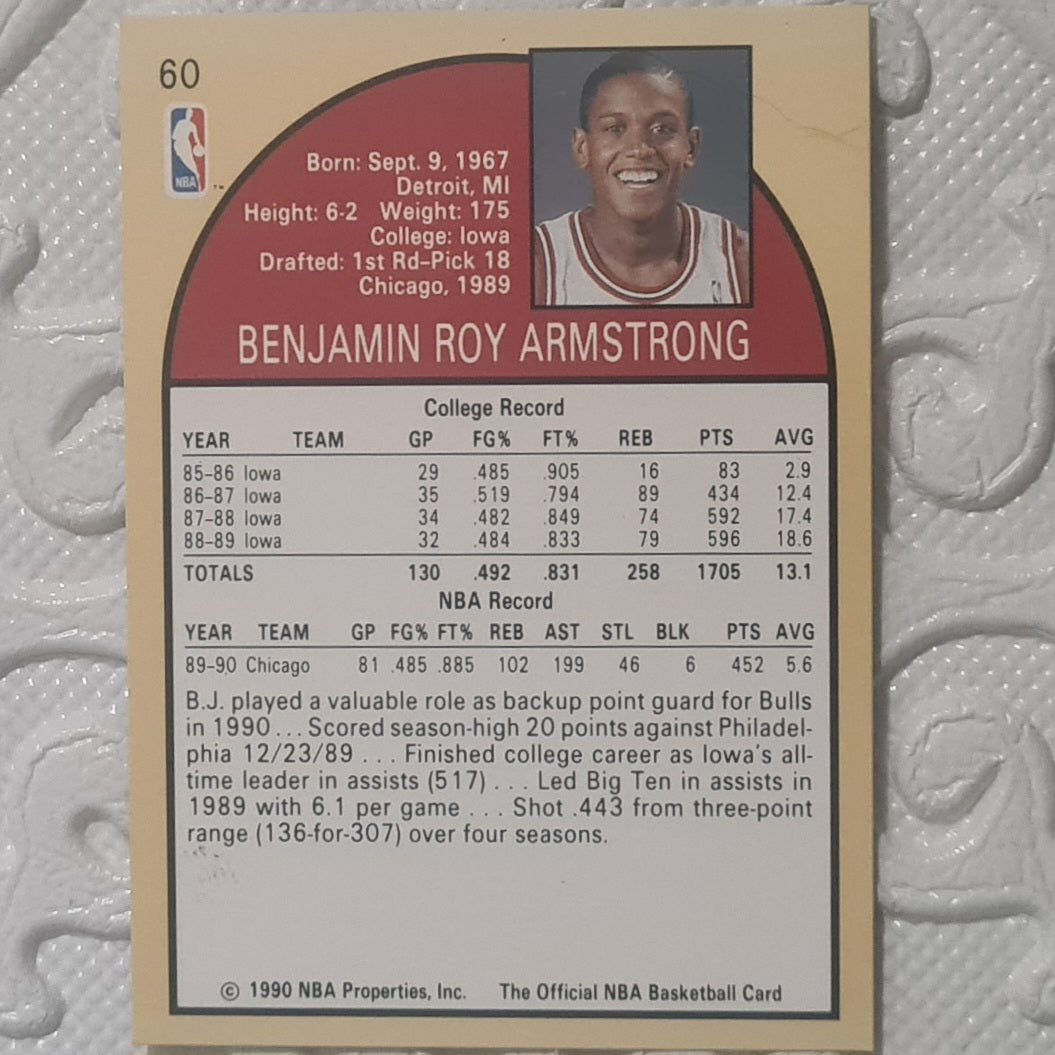 60
NBA ™
Born: Sept. 9, 1967
Detroit, MI
Height: 6-2 Weight: 175
College: Iowa
Drafted: 1st Rd-Pick 18
Chicago, 1989
BENJAMIN ROY ARMSTRONG
College Record
YEAR TEAM GP FG% FT% REB PTS AVG
85–86 Iowa 29 .485 .905 16 83 2.9
86–87 Iowa 35 .519 .794 89 434 12.4
87–88 Iowa 34 .482 .849 74 592 17.4
88–89 Iowa 32 .484 .833 79 596 18.6
TOTALS 130 .492 .831 258 1705 13.1
NBA Record
YEAR TEAM GP FG% FT% REB AST STL BLK PTS AVG
89–90 Chicago 81 .485 .885 102 199 46 6 452 5.6
B.J. played a valuable role as backup point guard for Bulls
in 1990 . . . Scored season-high 20 points against Philadel-
phia 12/23/89 . . . Finished college career as Iowa's all-
time leader in assists (517) . . . Led Big Ten in assists in
1989 with 6.1 per game . . . Shot .443 from three-point
range (136-for-307) over four seasons.
© 1990 NBA Properties, Inc. The Official NBA Basketball Card